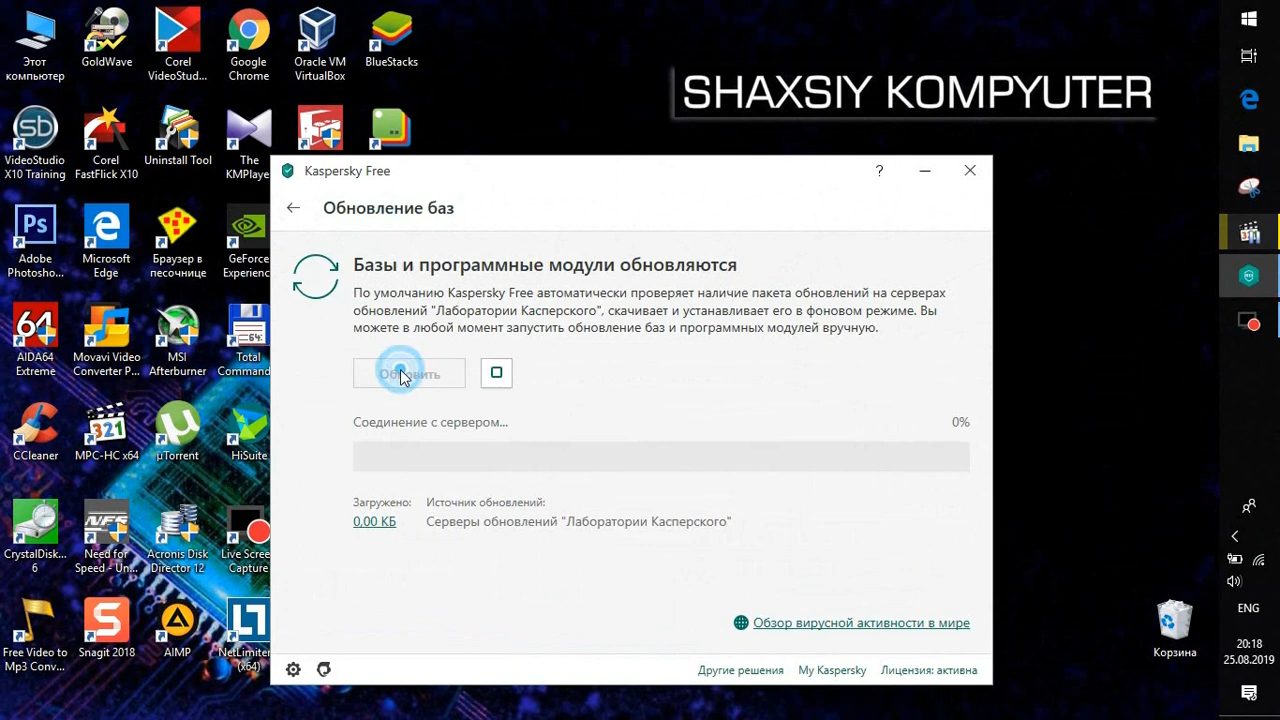 SHAXSIY KOMPYUTER
Этот
компьютер
GoldWave
Corel
VideoStud...
Google
Chrome
Oracle VM
VirtualBox
BlueStacks
VideoStudio
X10 Training
Corel
FastFlick X10
Uninstall Tool
The
KMPlaye
Adobe
Photosho...
Microsoft
Edge
Браузер в
песочнице
GeForce
Experienc
AIDA64
Extreme
Movavi Video
Converter P...
MSI
Afterburner
Total
Command
CCleaner
MPC-HC x64
µTorrent
HiSuite
CrystalDisk...
6
Need for
Speed - Un...
Acronis Disk
Director 12
Live Scree
Capture
Free Video to
Mp3 Conv...
Snagit 2018
AIMP
NetLimiter
(x64)
Kaspersky Free
?
Обновление баз
Базы и программные модули обновляются
По умолчанию Kaspersky Free автоматически проверяет наличие пакета обновлений на серверах
обновлений "Лаборатории Касперского", скачивает и устанавливает его в фоновом режиме. Вы
можете в любой момент запустить обновление баз и программных модулей вручную.
Обновить
Соединение с сервером... 0%
Загружено: Источник обновлений:
0,00 КБ Серверы обновлений "Лаборатории Касперского"
Обзор вирусной активности в мире
Другие решения My Kaspersky Лицензия: активна
Корзина
ENG
20:18
25.08.2019